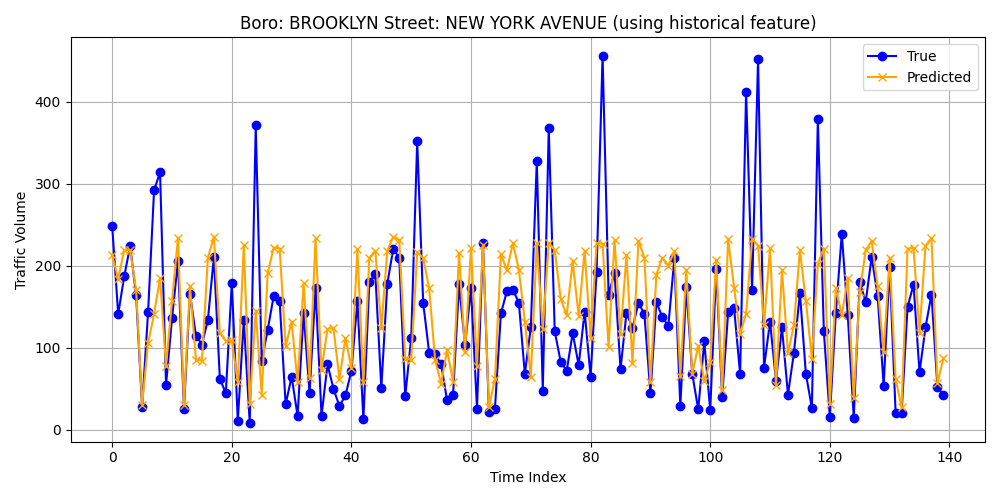 Boro: BROOKLYN Street: NEW YORK AVENUE (using historical feature)
True
Predicted
Traffic Volume
400
300
200
100
0
0 20 40 60 80 100 120 140
Time Index